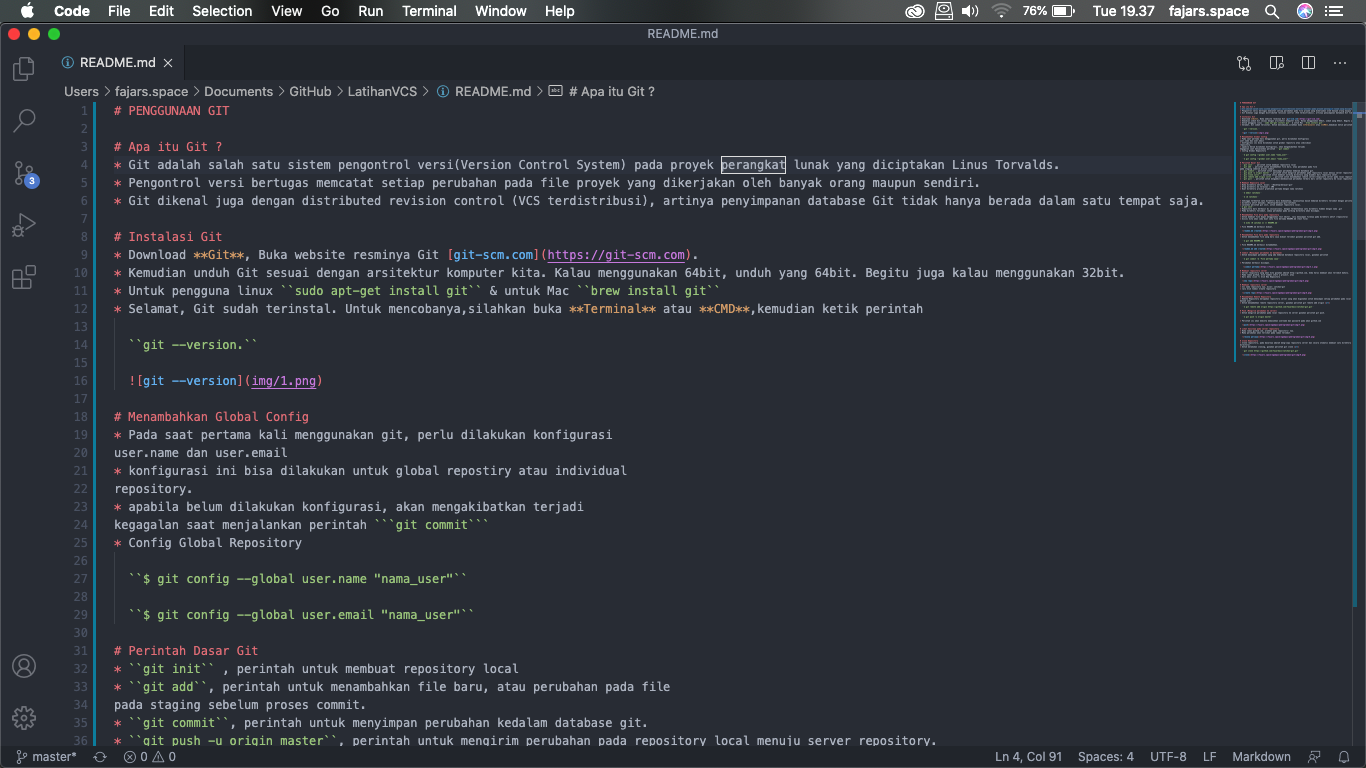 Code File Edit Selection View Go Run Terminal Window Help 76% Tue 19.37 fajars.space
README.md
README.md
Users > fajars.space > Documents > GitHub > LatihanVCS > README.md > # Apa itu Git ?
1 # PENGGUNAAN GIT
2
3 # Apa itu Git ?
4 * Git adalah salah satu sistem pengontrol versi(Version Control System) pada proyek perangkat lunak yang diciptakan Linus Torvalds.
5 * Pengontrol versi bertugas memcatat setiap perubahan pada file proyek yang dikerjakan oleh banyak orang maupun sendiri.
6 * Git dikenal juga dengan distributed revision control (VCS terdistribusi), artinya penyimpanan database Git tidak hanya berada dalam satu tempat saja.
7
8 # Instalasi Git
9 * Download **Git**, Buka website resminya Git [git-scm.com](https://git-scm.com).
10 * Kemudian unduh Git sesuai dengan arsitektur komputer kita. Kalau menggunakan 64bit, unduh yang 64bit. Begitu juga kalau menggunakan 32bit.
11 * Untuk pengguna linux ``sudo apt-get install git`` & untuk Mac ``brew install git``
12 * Selamat, Git sudah terinstal. Untuk mencobanya,silahkan buka **Terminal** atau **CMD**,kemudian ketik perintah
13
14 ``git --version.``
15
16 ![git --version](img/1.png)
17
18 # Menambahkan Global Config
19 * Pada saat pertama kali menggunakan git, perlu dilakukan konfigurasi
20 user.name dan user.email
21 * konfigurasi ini bisa dilakukan untuk global repostiry atau individual
22 repository.
23 * apabila belum dilakukan konfigurasi, akan mengakibatkan terjadi
24 kegagalan saat menjalankan perintah ```git commit```
25 * Config Global Repository
26
27 ``$ git config --global user.name "nama_user"``
28
29 ``$ git config --global user.email "nama_user"``
30
31 # Perintah Dasar Git
32 * ``git init`` , perintah untuk membuat repository local
33 * ``git add``, perintah untuk menambahkan file baru, atau perubahan pada file
34 pada staging sebelum proses commit.
35 * ``git commit``, perintah untuk menyimpan perubahan kedalam database git.
36 * ``git push -u origin master``, perintah untuk mengirim perubahan pada repository local menuju server repository.
3
master* 0 0 Ln 4, Col 91 Spaces: 4 UTF-8 LF Markdown